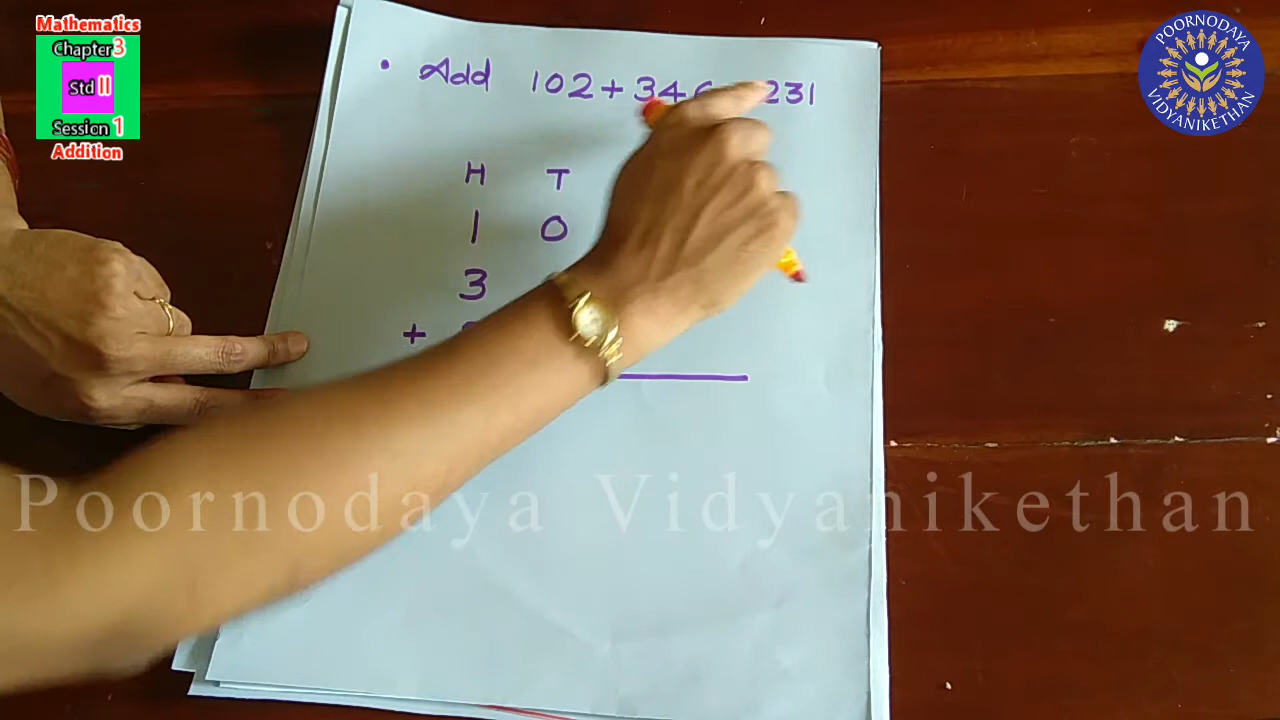 Mathematics
Chapter 3
Std II
Session 1
Addition
POORNODAYA
VIDYANIKETHAN
• Add 102 + 346 231
H T
1 0
3
+
Poornodaya Vidyanikethan